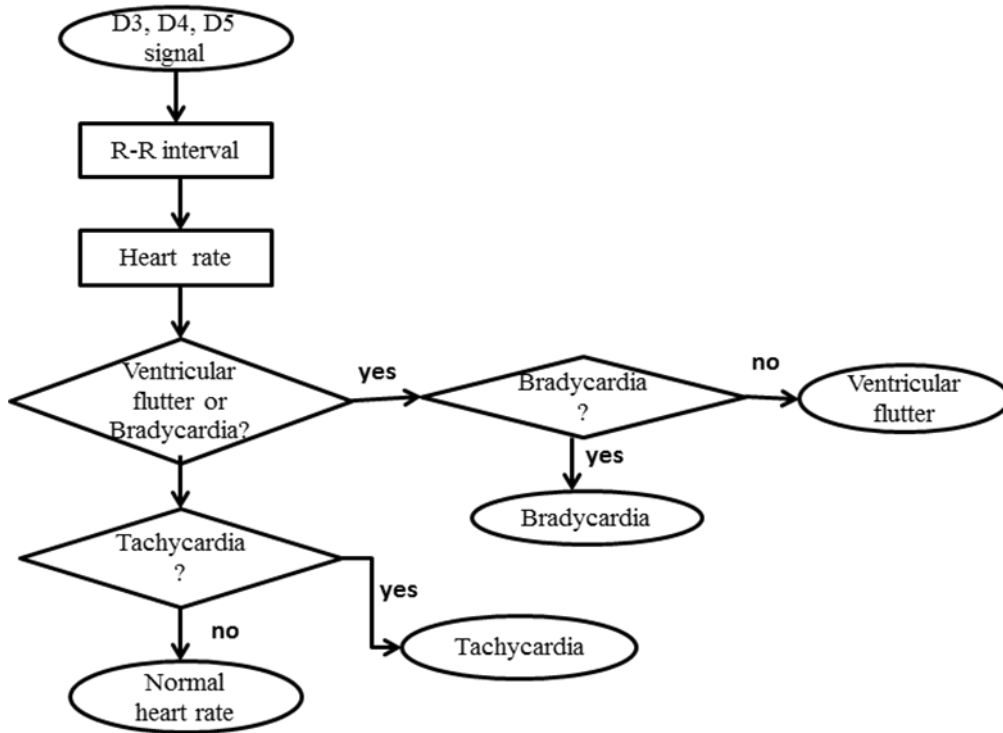 D3, D4, D5
signal
R-R interval
Heart rate
Ventricular
flutter or
Bradycardia?
yes
Bradycardia
?
no
Ventricular
flutter
yes
Bradycardia
Tachycardia
?
yes
Tachycardia
no
Normal
heart rate